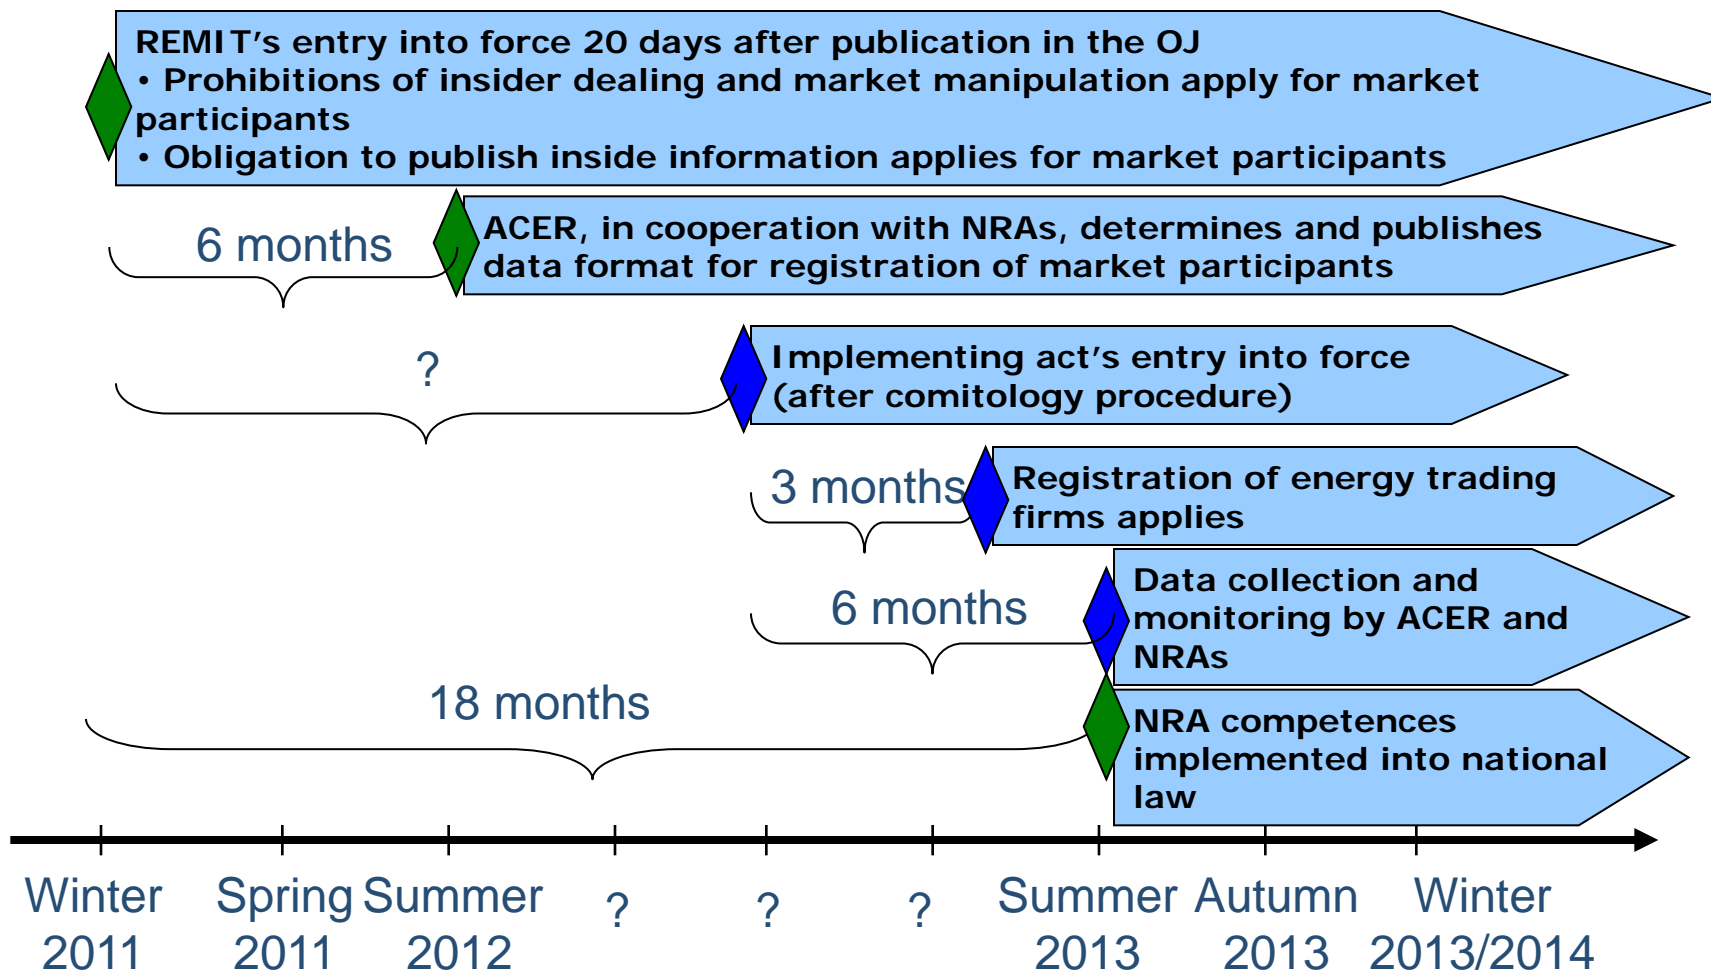 REMIT's entry into force 20 days after publication in the OJ
• Prohibitions of insider dealing and market manipulation apply for market
participants
• Obligation to publish inside information applies for market participants
6 months
ACER, in cooperation with NRAs, determines and publishes
data format for registration of market participants
?
Implementing act's entry into force
(after comitology procedure)
3 months
Registration of energy trading
firms applies
6 months
Data collection and
monitoring by ACER and
NRAs
18 months
NRA competences
implemented into national
law
Winter
2011
Spring
2011
Summer
2012
?
?
?
Summer
2013
Autumn
2013
Winter
2013/2014